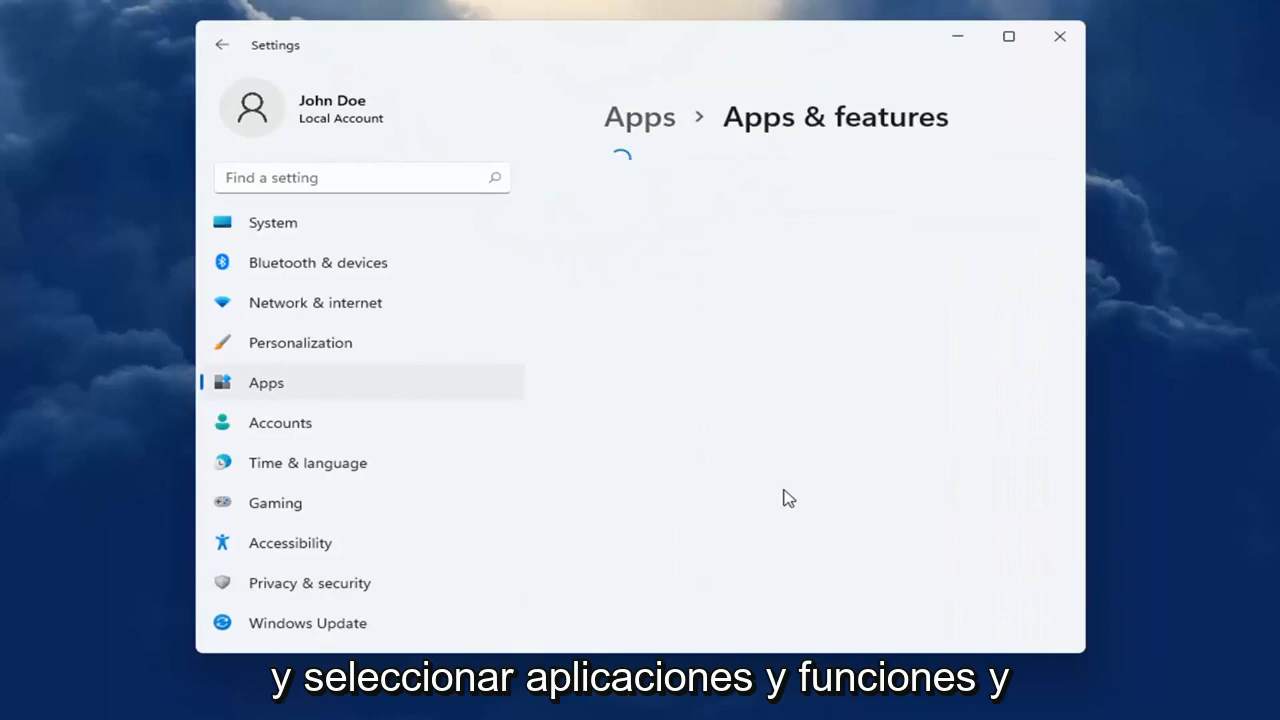 Settings
John Doe
Local Account
Apps > Apps & features
Find a setting
System
Bluetooth & devices
Network & internet
Personalization
Apps
Accounts
Time & language
Gaming
Accessibility
Privacy & security
Windows Update
y seleccionar aplicaciones y funciones y